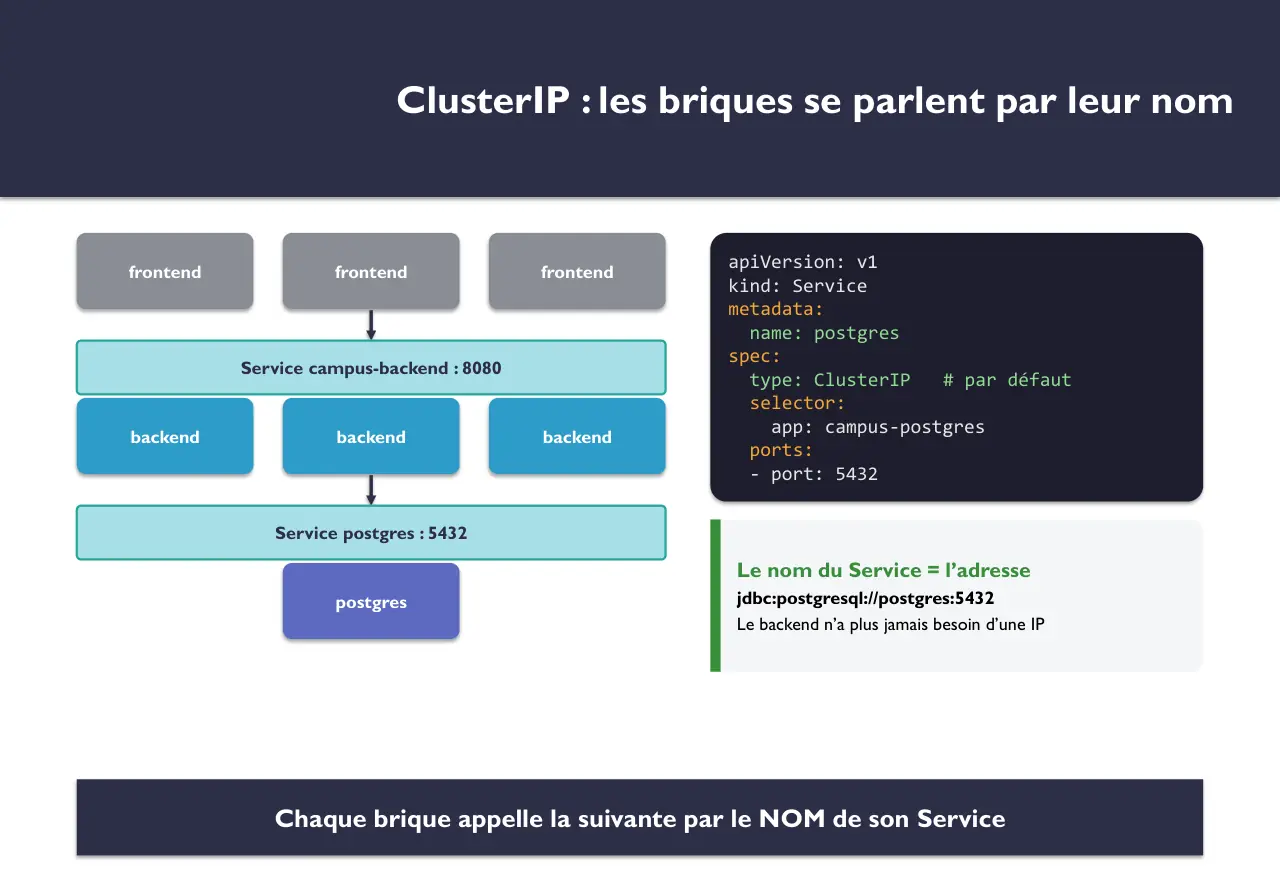 ClusterIP : les briques se parlent par leur nom
frontend
frontend
frontend
Service campus-backend : 8080
backend
backend
backend
Service postgres : 5432
postgres
apiVersion: v1
kind: Service
metadata:
  name: postgres
spec:
  type: ClusterIP   # par défaut
  selector:
    app: campus-postgres
  ports:
  - port: 5432
Le nom du Service = l’adresse
jdbc:postgresql://postgres:5432
Le backend n’a plus jamais besoin d’une IP
Chaque brique appelle la suivante par le NOM de son Service